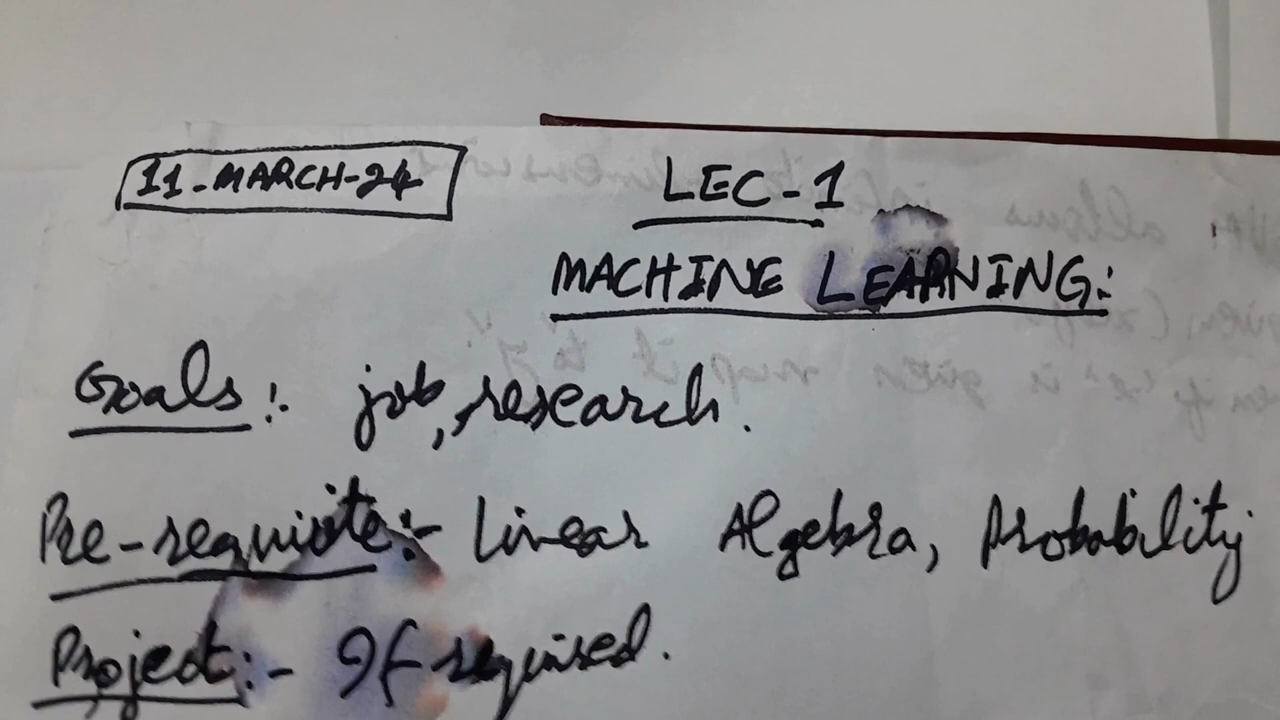 11-MARCH-24
LEC-1
MACHINE LEARNING:
Goals:- job, research.
Pre-requisite:- Linear Algebra, Probability
Project:- If required.